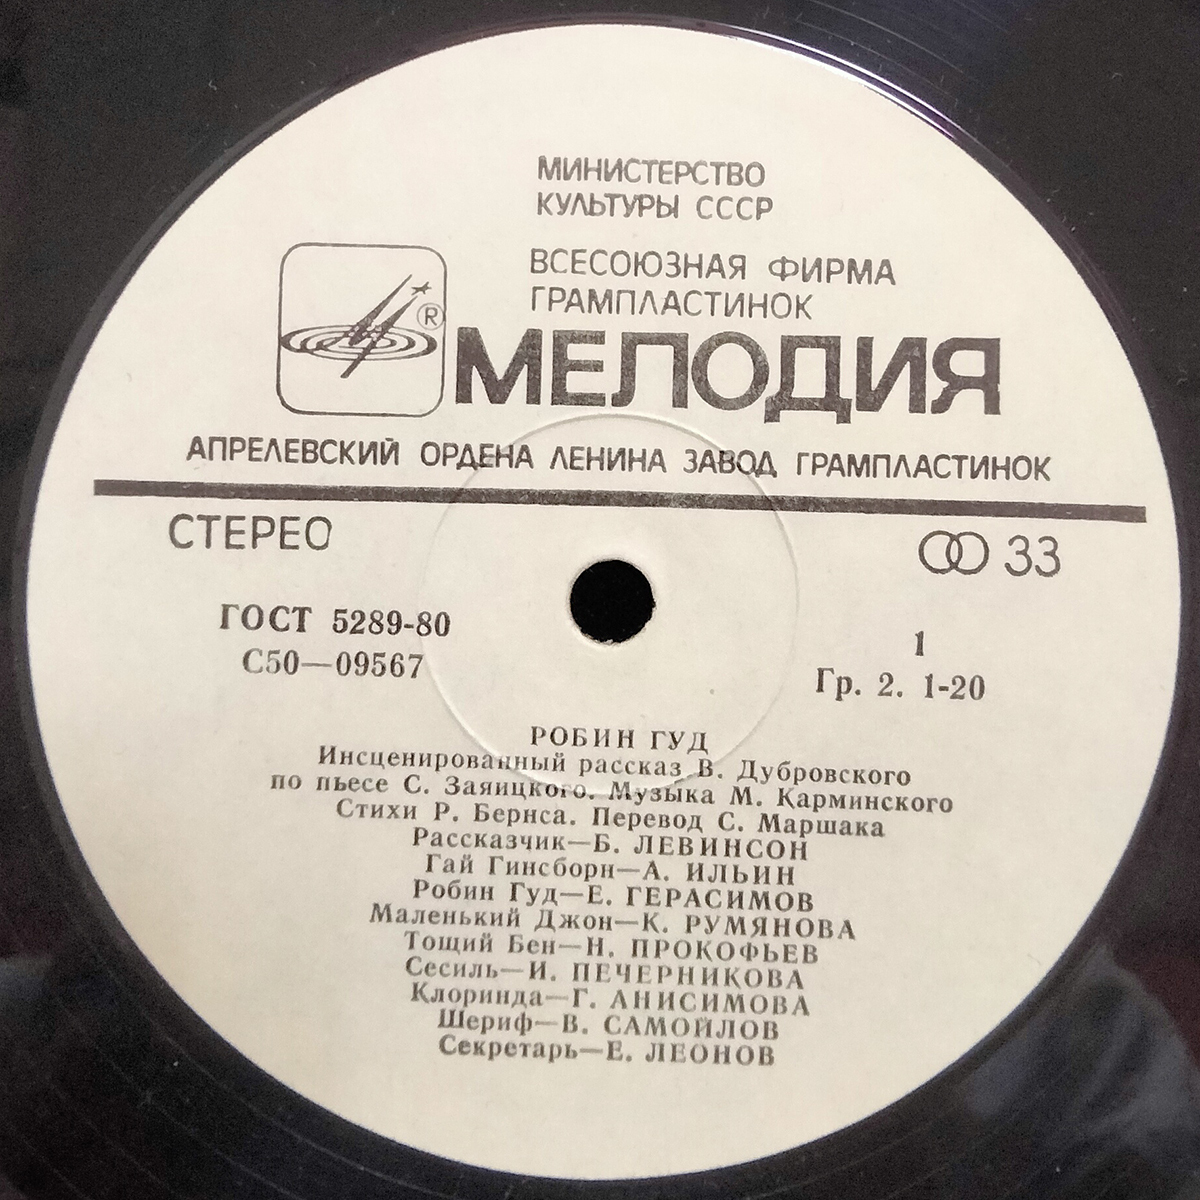 МИНИСТЕРСТВО
КУЛЬТУРЫ СССР
ВСЕСОЮЗНАЯ ФИРМА
ГРАМПЛАСТИНОК
®
МЕЛОДИЯ
АПРЕЛЕВСКИЙ ОРДЕНА ЛЕНИНА ЗАВОД ГРАМПЛАСТИНОК
СТЕРЕО
33
ГОСТ 5289-80
С50—09567
1
Гр. 2. 1-20
РОБИН ГУД
Инсценированный рассказ В. Дубровского
по пьесе С. Заяицкого. Музыка М. Карминского
Стихи Р. Бернса. Перевод С. Маршака
Рассказчик—Б. ЛЕВИНСОН
Гай Гинсборн—А. ИЛЬИН
Робин Гуд—Е. ГЕРАСИМОВ
Маленький Джон—К. РУМЯНОВА
Тощий Бен—Н. ПРОКОФЬЕВ
Сесиль—И. ПЕЧЕРНИКОВА
Клоринда—Г. АНИСИМОВА
Шериф—В. САМОЙЛОВ
Секретарь—Е. ЛЕОНОВ